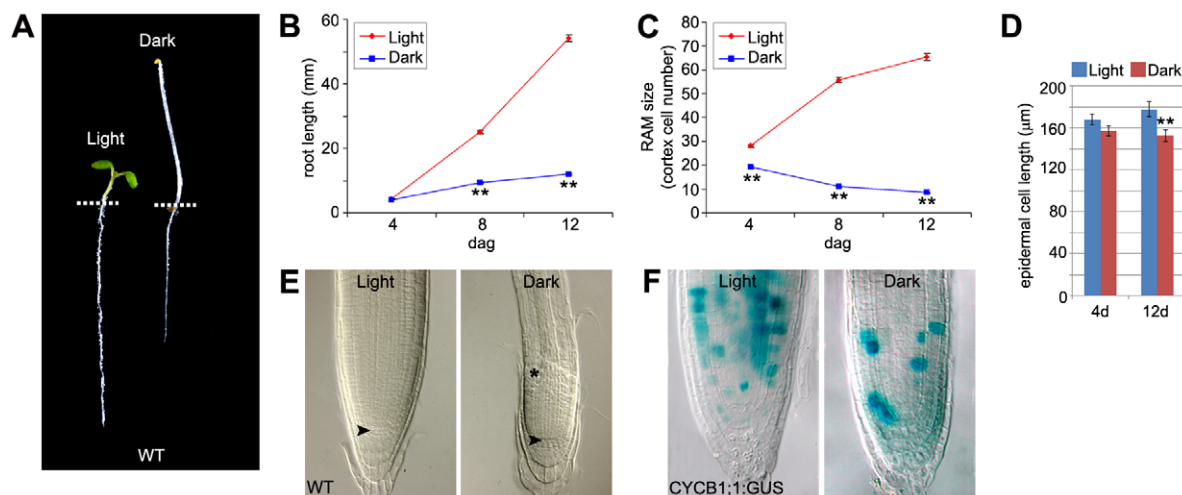 A
Dark
Light
WT
B
60
40
20
0
root length (mm)
Light
Dark
**
**
4
8
12
dag
C
80
70
60
50
40
30
20
10
0
RAM size
(cortex cell number)
Light
Dark
**
**
**
4
8
12
dag
D
Light
Dark
200
160
120
80
40
0
epidermal cell length (µm)
**
4d
12d
E
Light
Dark
*
WT
F
Light
Dark
CYCB1;1:GUS